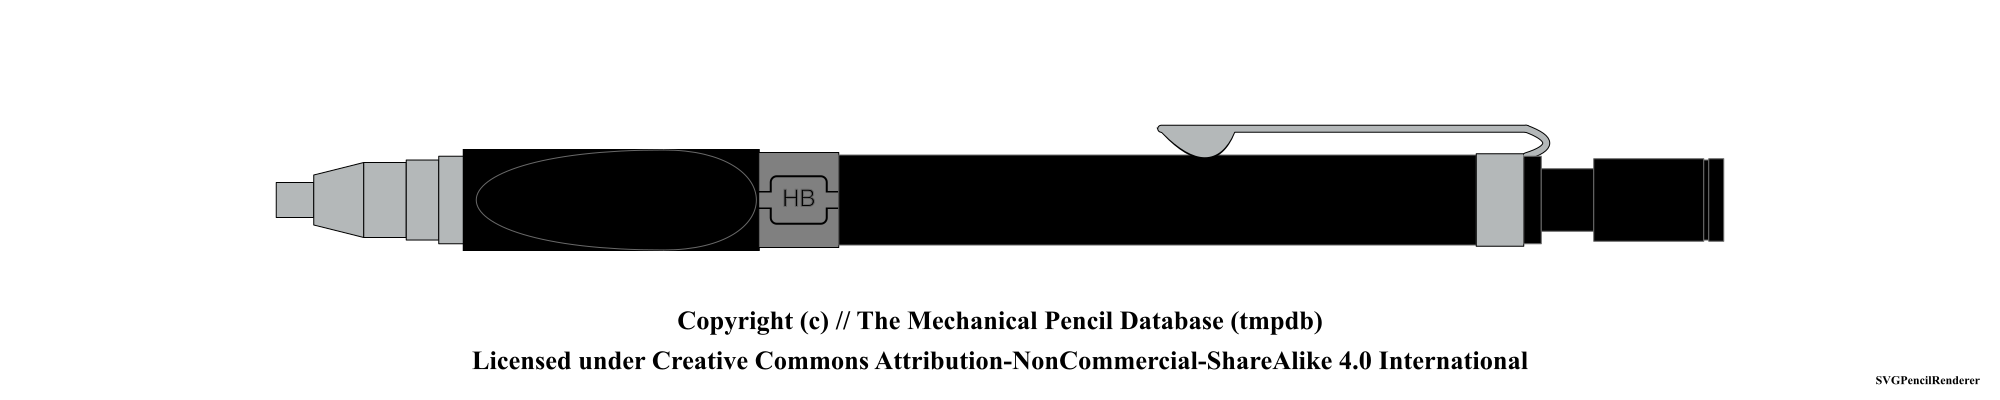 HB
Copyright (c) // The Mechanical Pencil Database (tmpdb)
Licensed under Creative Commons Attribution-NonCommercial-ShareAlike 4.0 International
SVGPencilRenderer